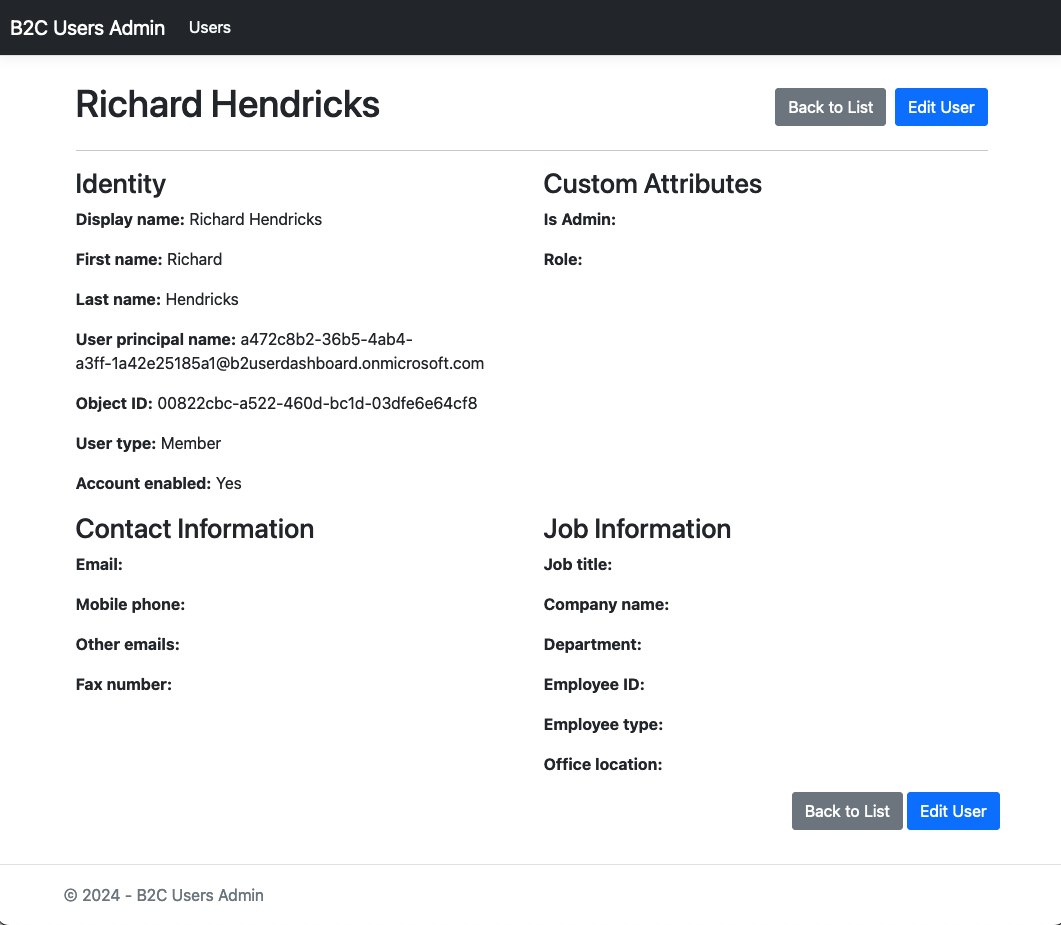 B2C Users Admin Users
Richard Hendricks
Back to List Edit User
Identity
Display name: Richard Hendricks
First name: Richard
Last name: Hendricks
User principal name: a472c8b2-36b5-4ab4-
a3ff-1a42e25185a1@b2userdashboard.onmicrosoft.com
Object ID: 00822cbc-a522-460d-bc1d-03dfe6e64cf8
User type: Member
Account enabled: Yes
Custom Attributes
Is Admin:
Role:
Contact Information
Email:
Mobile phone:
Other emails:
Fax number:
Job Information
Job title:
Company name:
Department:
Employee ID:
Employee type:
Office location:
Back to List Edit User
© 2024 - B2C Users Admin